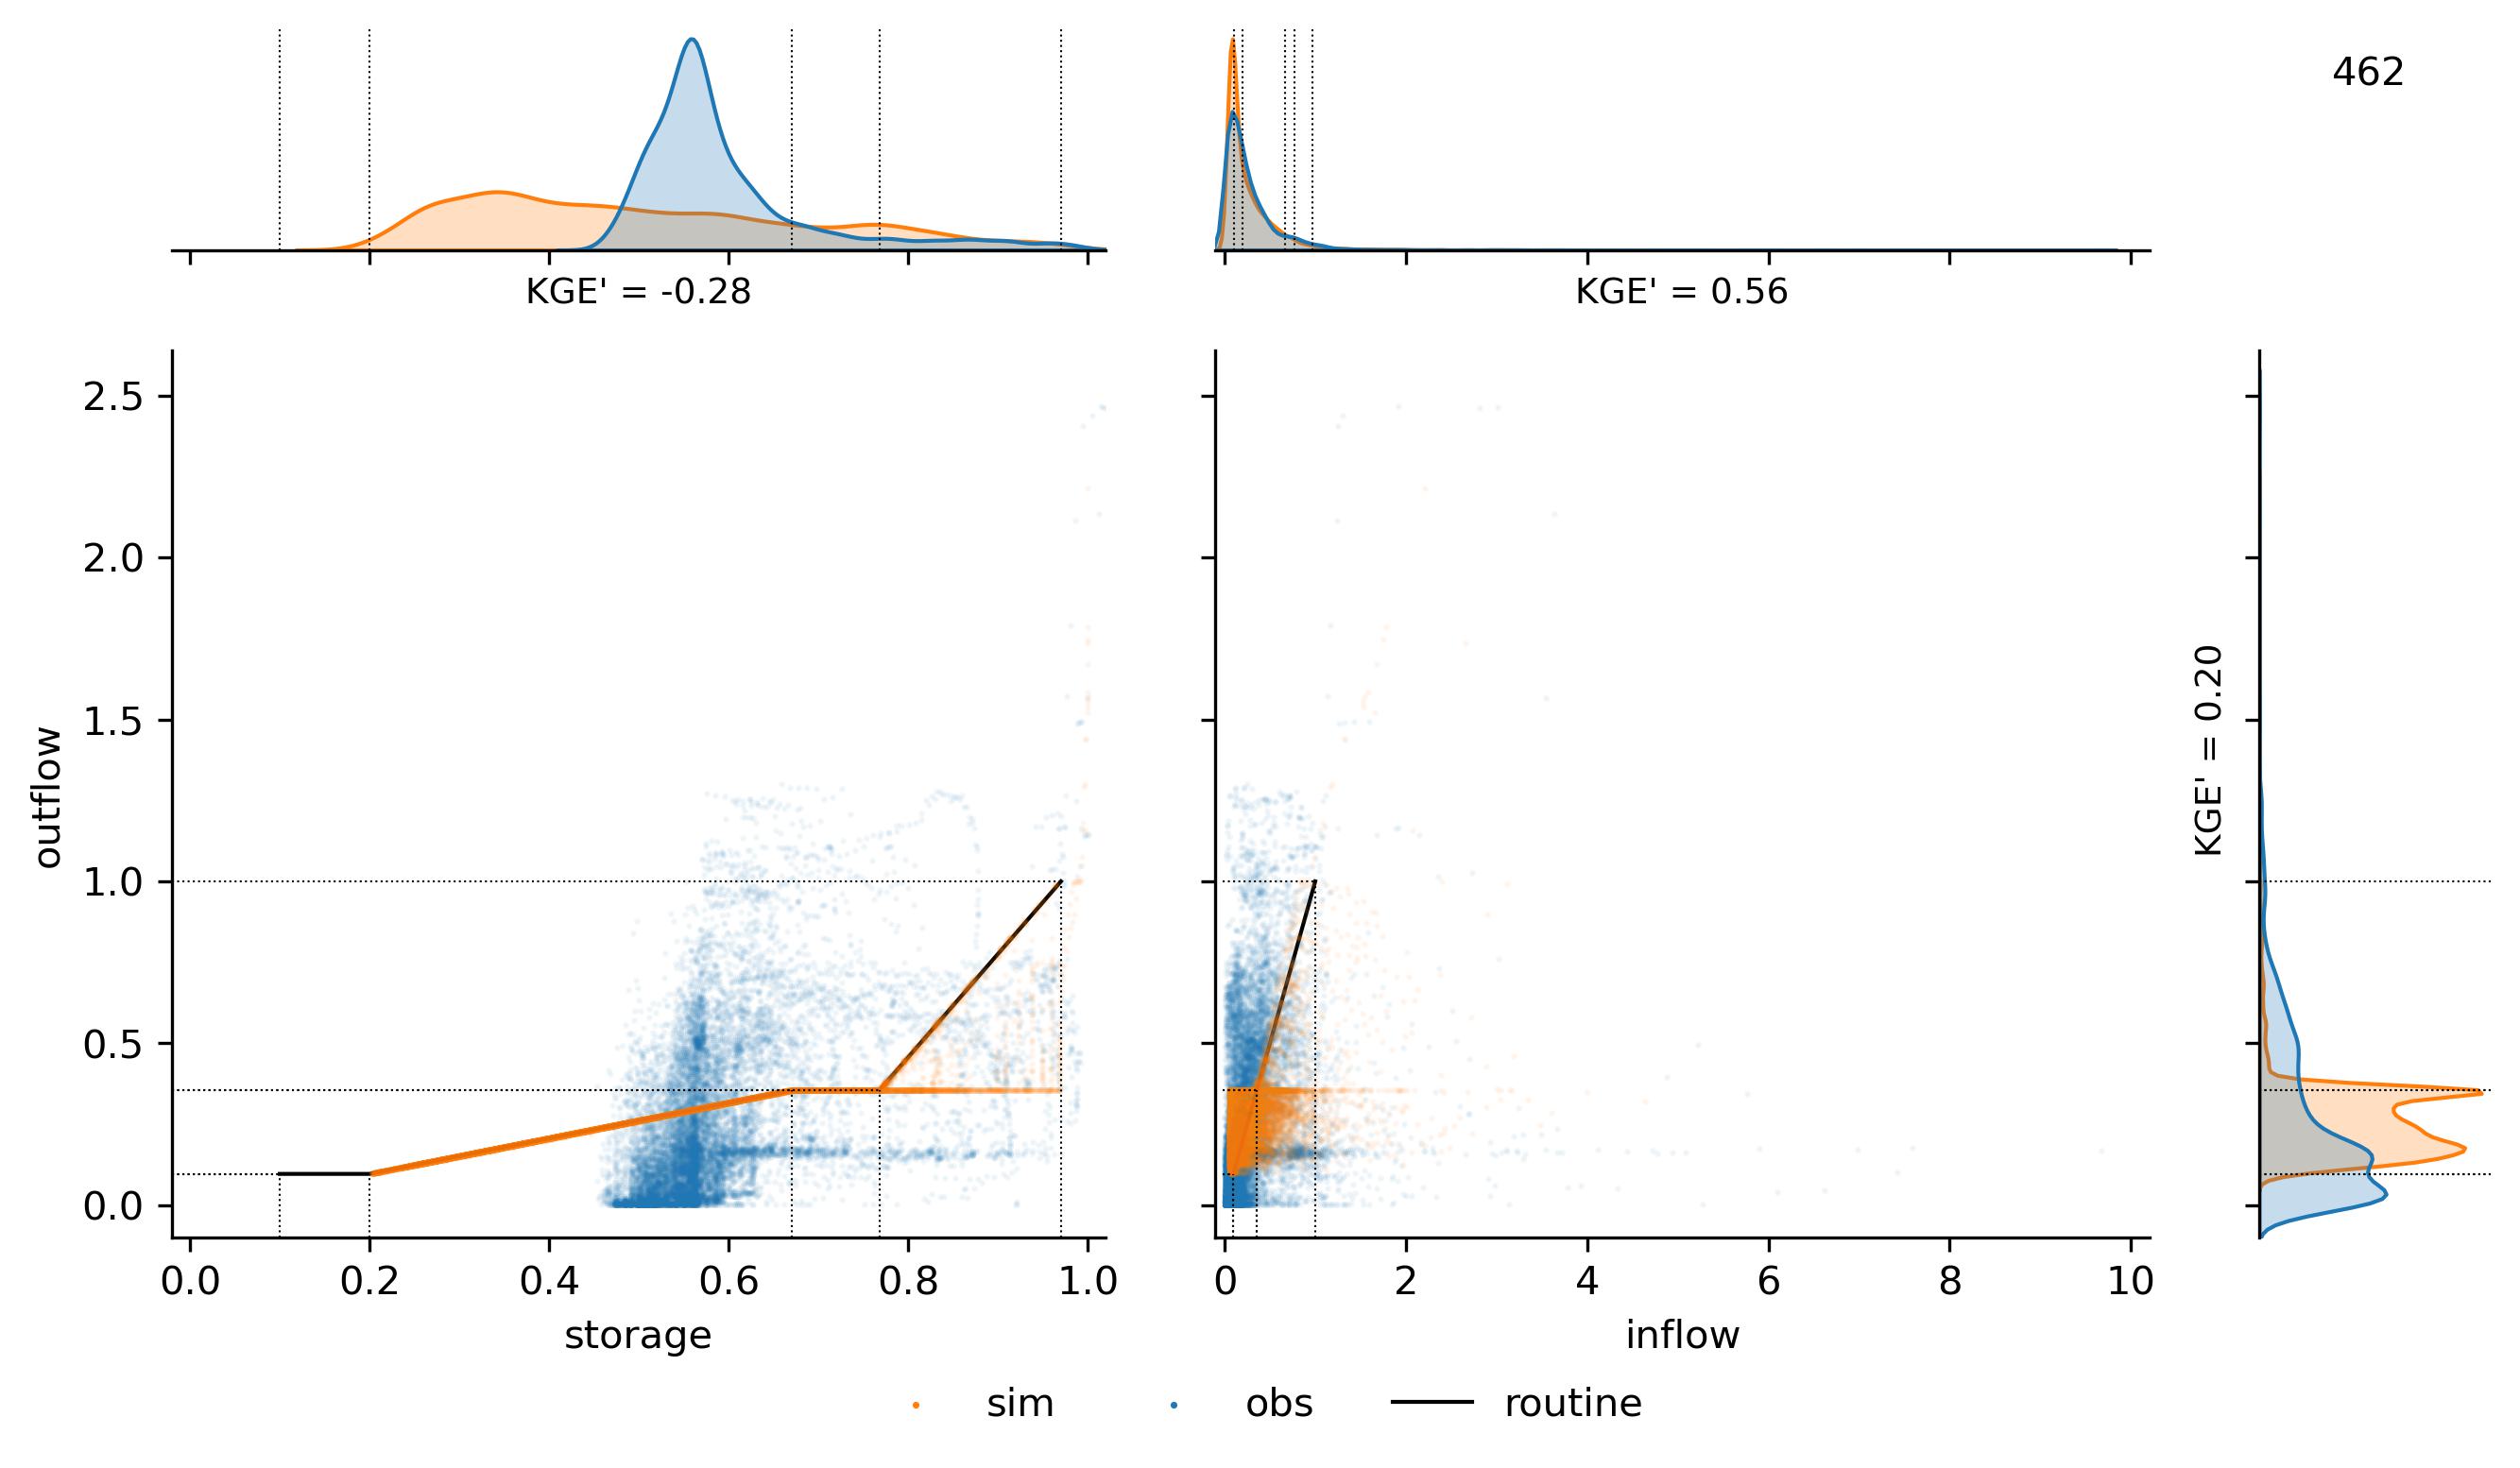 462
KGE' = -0.28
KGE' = 0.56
2.5
2.0
1.5
1.0
0.5
0.0
outflow
KGE' = 0.20
0.0 0.2 0.4 0.6 0.8 1.0
0 2 4 6 8 10
storage
inflow
sim obs routine